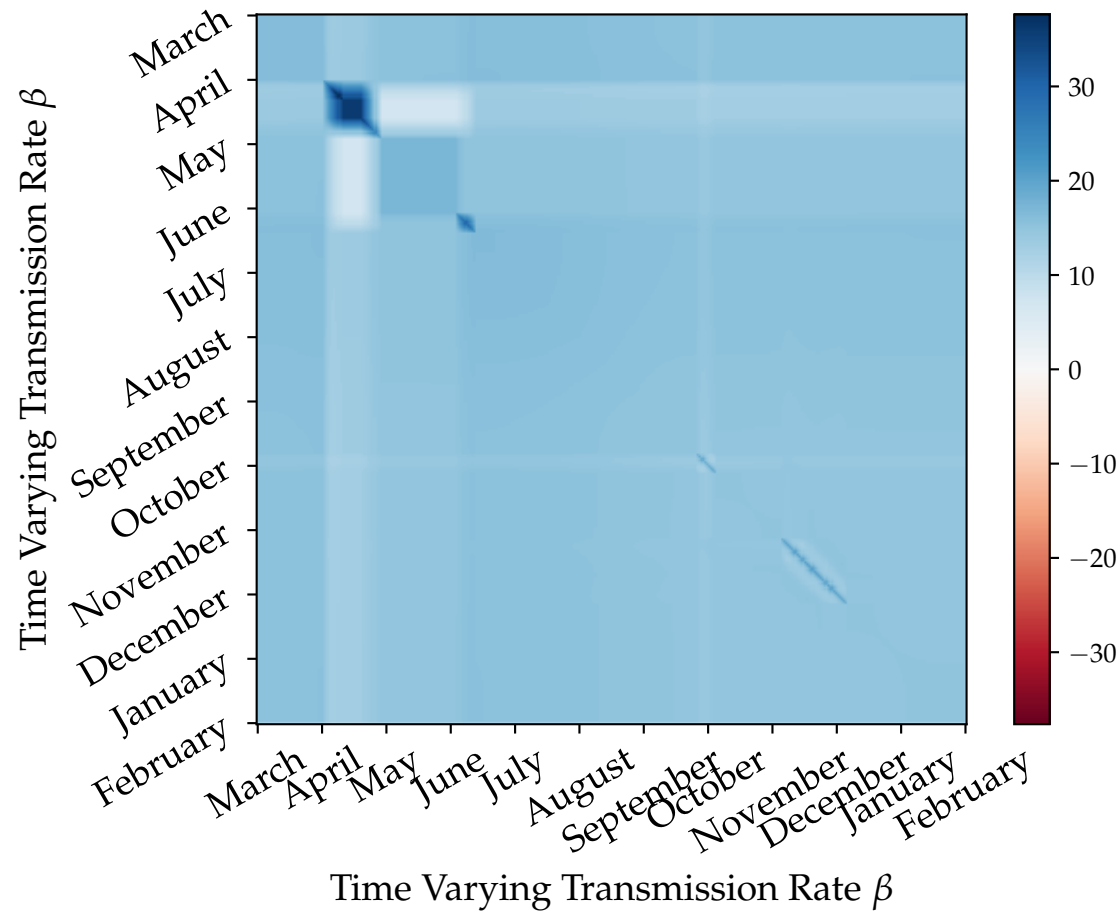 Time Varying Transmission Rate β
March
April
May
June
July
August
September
October
November
December
January
February
March
April
May
June
July
August
September
October
November
December
January
February
Time Varying Transmission Rate β
30
20
10
0
−10
−20
−30